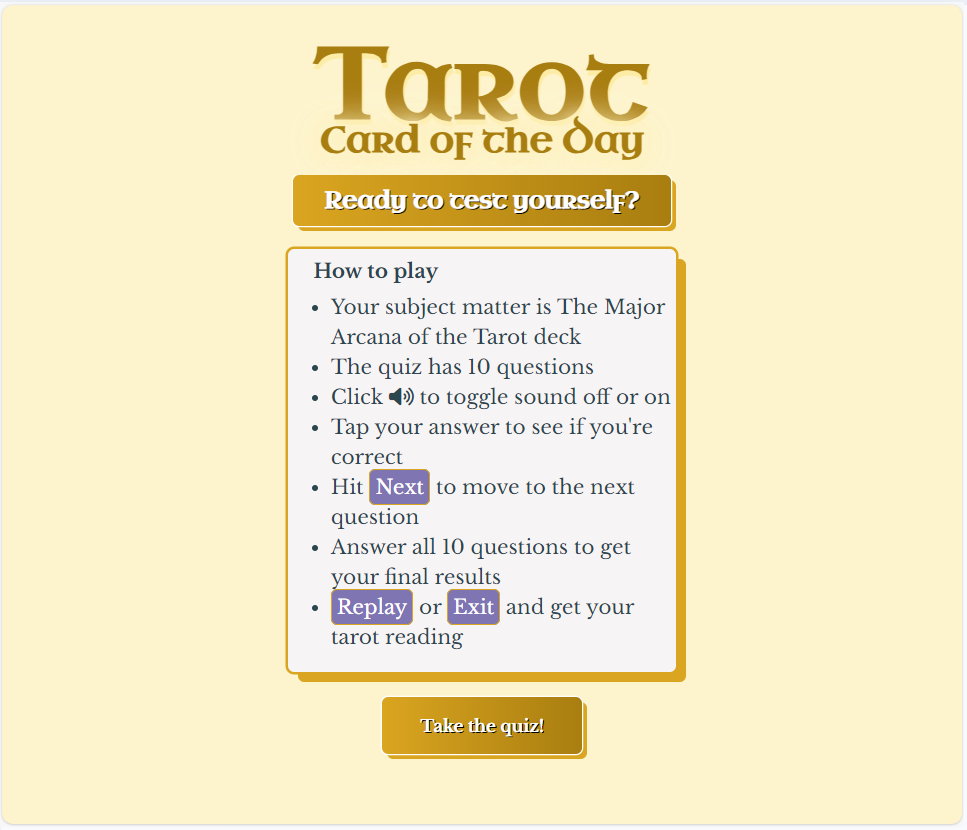 Tarot
Card of the Day
Ready to test yourself?
How to play
• Your subject matter is The Major
Arcana of the Tarot deck
• The quiz has 10 questions
• Click to toggle sound off or on
• Tap your answer to see if you're
correct
• Hit Next to move to the next
question
• Answer all 10 questions to get
your final results
• Replay or Exit and get your
tarot reading
Take the quiz!